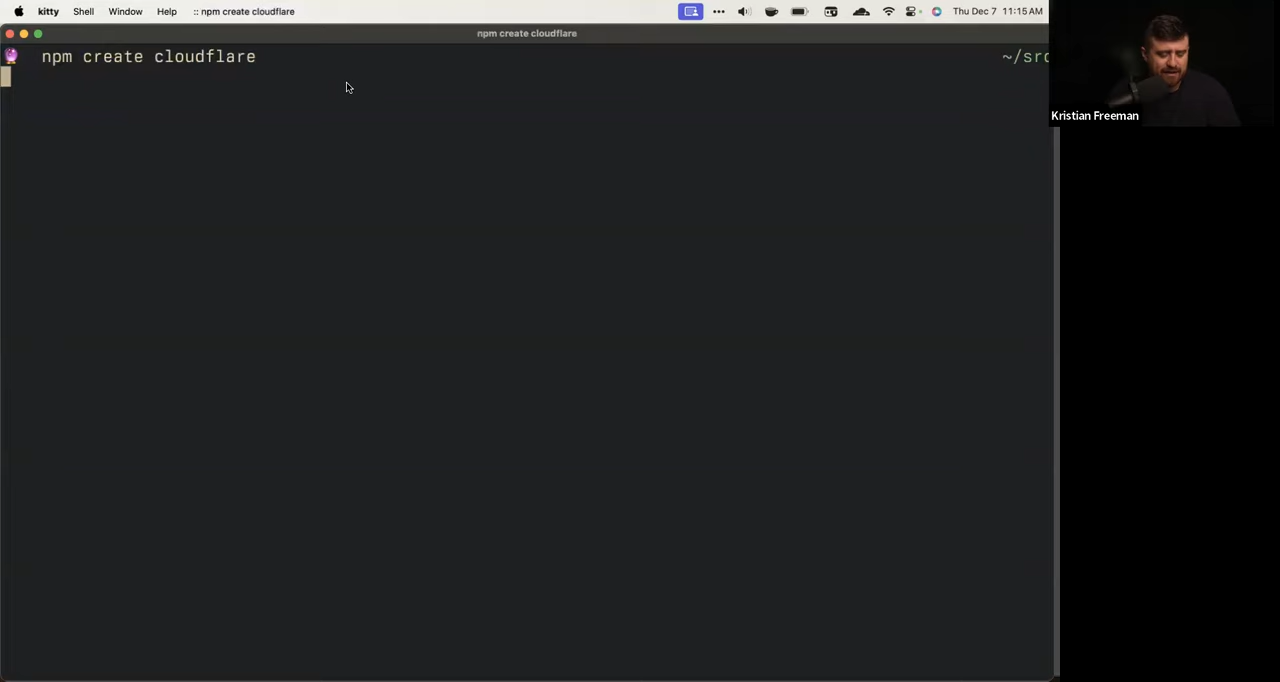 kitty Shell Window Help :: npm create cloudflare Thu Dec 7 11:15 AM
npm create cloudflare
npm create cloudflare ~/src
Kristian Freeman